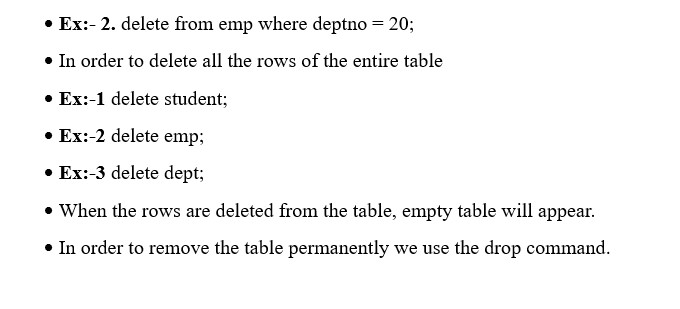 • Ex:- 2. delete from emp where deptno = 20;
• In order to delete all the rows of the entire table
• Ex:-1 delete student;
• Ex:-2 delete emp;
• Ex:-3 delete dept;
• When the rows are deleted from the table, empty table will appear.
• In order to remove the table permanently we use the drop command.